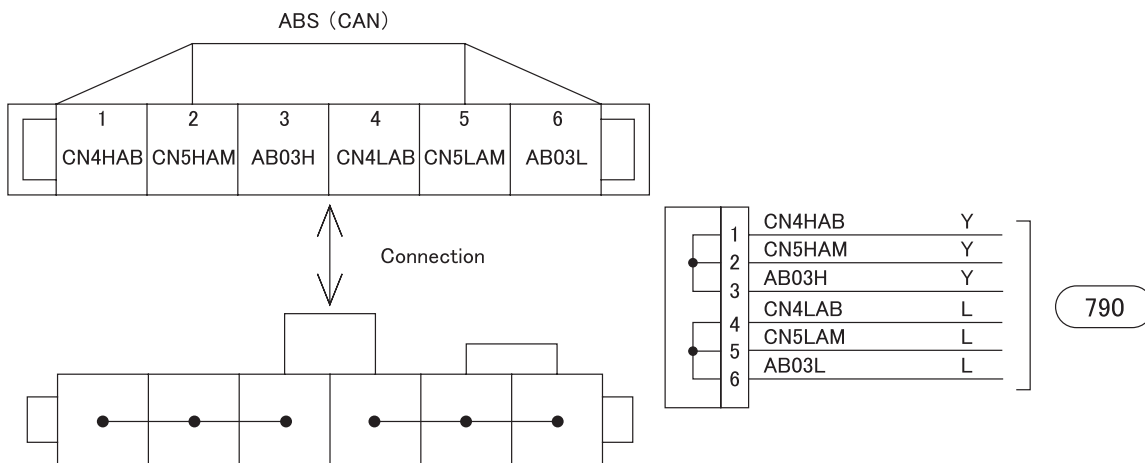 ABS (CAN)
1 2 3 4 5 6
CN4HAB CN5HAM AB03H CN4LAB CN5LAM AB03L
Connection
1 CN4HAB Y
2 CN5HAM Y
3 AB03H Y
4 CN4LAB L
5 CN5LAM L
6 AB03L L
790